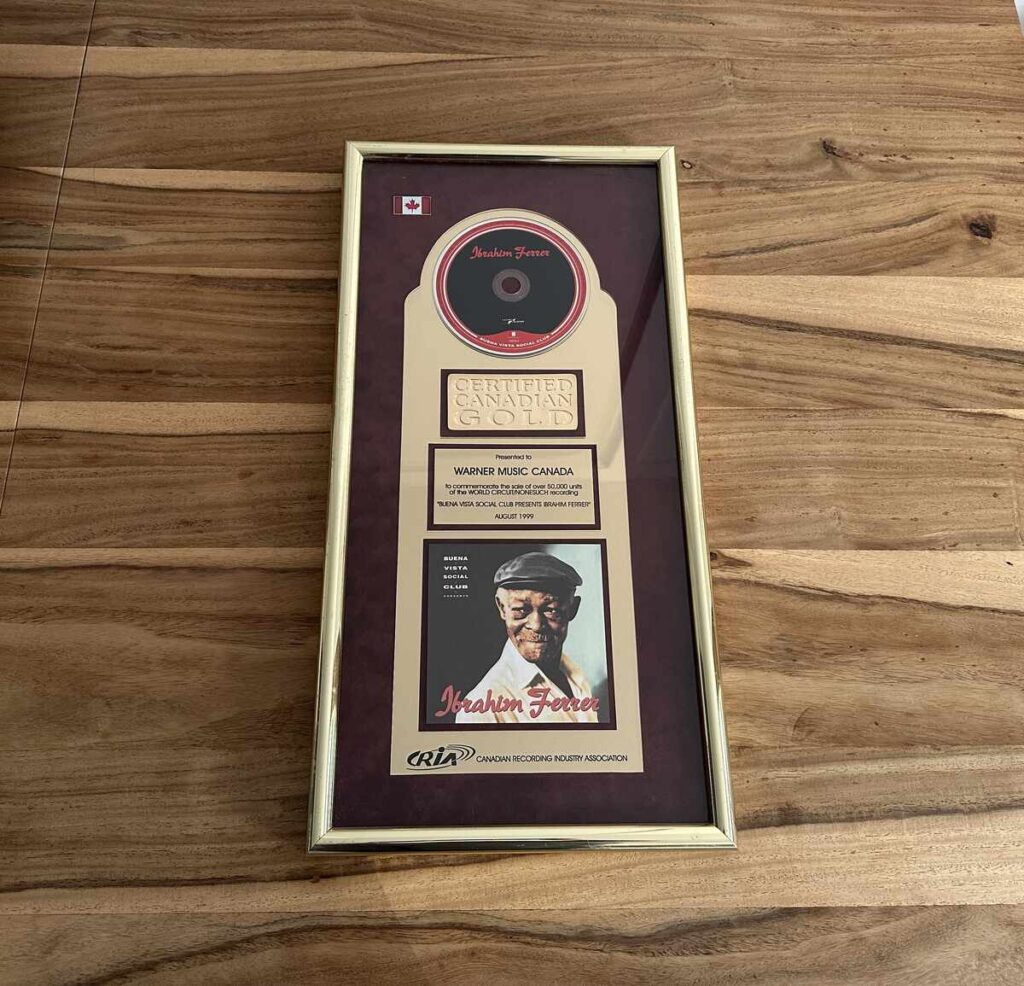 Ibrahim Ferrer
BUENA VISTA SOCIAL CLUB
CERTIFIED
CANADIAN
GOLD
Presented to
WARNER MUSIC CANADA
to commemorate the sale of over 50,000 units
of the WORLD CIRCUIT/NONESUCH recording
"BUENA VISTA SOCIAL CLUB PRESENTS IBRAHIM FERRER"
AUGUST 1999
BUENA
VISTA
SOCIAL
CLUB
PRESENTS
Ibrahim Ferrer
CRIA CANADIAN RECORDING INDUSTRY ASSOCIATION